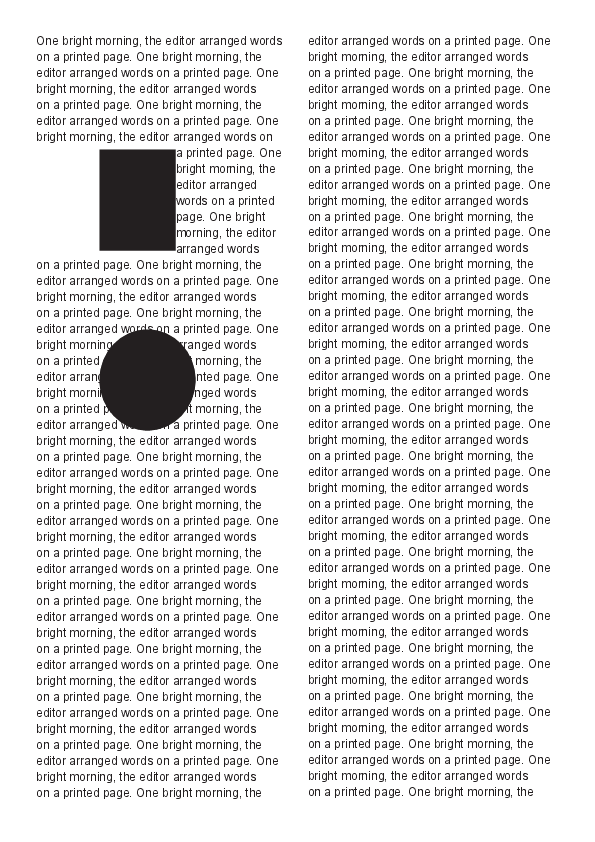 One bright morning, the editor arranged words
on a printed page. One bright morning, the
editor arranged words on a printed page. One
bright morning, the editor arranged words
on a printed page. One bright morning, the
editor arranged words on a printed page. One
bright morning, the editor arranged words on
a printed page. One
bright morning, the
editor arranged
words on a printed
page. One bright
morning, the editor
arranged words
on a printed page. One bright morning, the
editor arranged words on a printed page. One
bright morning, the editor arranged words
on a printed page. One bright morning, the
editor arranged words on a printed page. One
bright morning, words
on a printed morning, the
editor page. One
bright words
on a printed morning, the
editor arranged a printed page. One
bright morning, the editor arranged words
on a printed page. One bright morning, the
editor arranged words on a printed page. One
bright morning, the editor arranged words
on a printed page. One bright morning, the
editor arranged words on a printed page. One
bright morning, the editor arranged words
on a printed page. One bright morning, the
editor arranged words on a printed page. One
bright morning, the editor arranged words
on a printed page. One bright morning, the
editor arranged words on a printed page. One
bright morning, the editor arranged words
on a printed page. One bright morning, the
editor arranged words on a printed page. One
bright morning, the editor arranged words
on a printed page. One bright morning, the
editor arranged words on a printed page. One
bright morning, the editor arranged words
on a printed page. One bright morning, the
editor arranged words on a printed page. One
bright morning, the editor arranged words
on a printed page. One bright morning, the
editor arranged words on a printed page. One
bright morning, the editor arranged words
on a printed page. One bright morning, the
editor arranged words on a printed page. One
bright morning, the editor arranged words
on a printed page. One bright morning, the
editor arranged words on a printed page. One
bright morning, the editor arranged words
on a printed page. One bright morning, the
editor arranged words on a printed page. One
bright morning, the editor arranged words
on a printed page. One bright morning, the
editor arranged words on a printed page. One
bright morning, the editor arranged words
on a printed page. One bright morning, the
editor arranged words on a printed page. One
bright morning, the editor arranged words
on a printed page. One bright morning, the
editor arranged words on a printed page. One
bright morning, the editor arranged words
on a printed page. One bright morning, the
editor arranged words on a printed page. One
bright morning, the editor arranged words
on a printed page. One bright morning, the
editor arranged words on a printed page. One
bright morning, the editor arranged words
on a printed page. One bright morning, the
editor arranged words on a printed page. One
bright morning, the editor arranged words
on a printed page. One bright morning, the
editor arranged words on a printed page. One
bright morning, the editor arranged words
on a printed page. One bright morning, the
editor arranged words on a printed page. One
bright morning, the editor arranged words
on a printed page. One bright morning, the
editor arranged words on a printed page. One
bright morning, the editor arranged words
on a printed page. One bright morning, the
editor arranged words on a printed page. One
bright morning, the editor arranged words
on a printed page. One bright morning, the
editor arranged words on a printed page. One
bright morning, the editor arranged words
on a printed page. One bright morning, the
editor arranged words on a printed page. One
bright morning, the editor arranged words
on a printed page. One bright morning, the